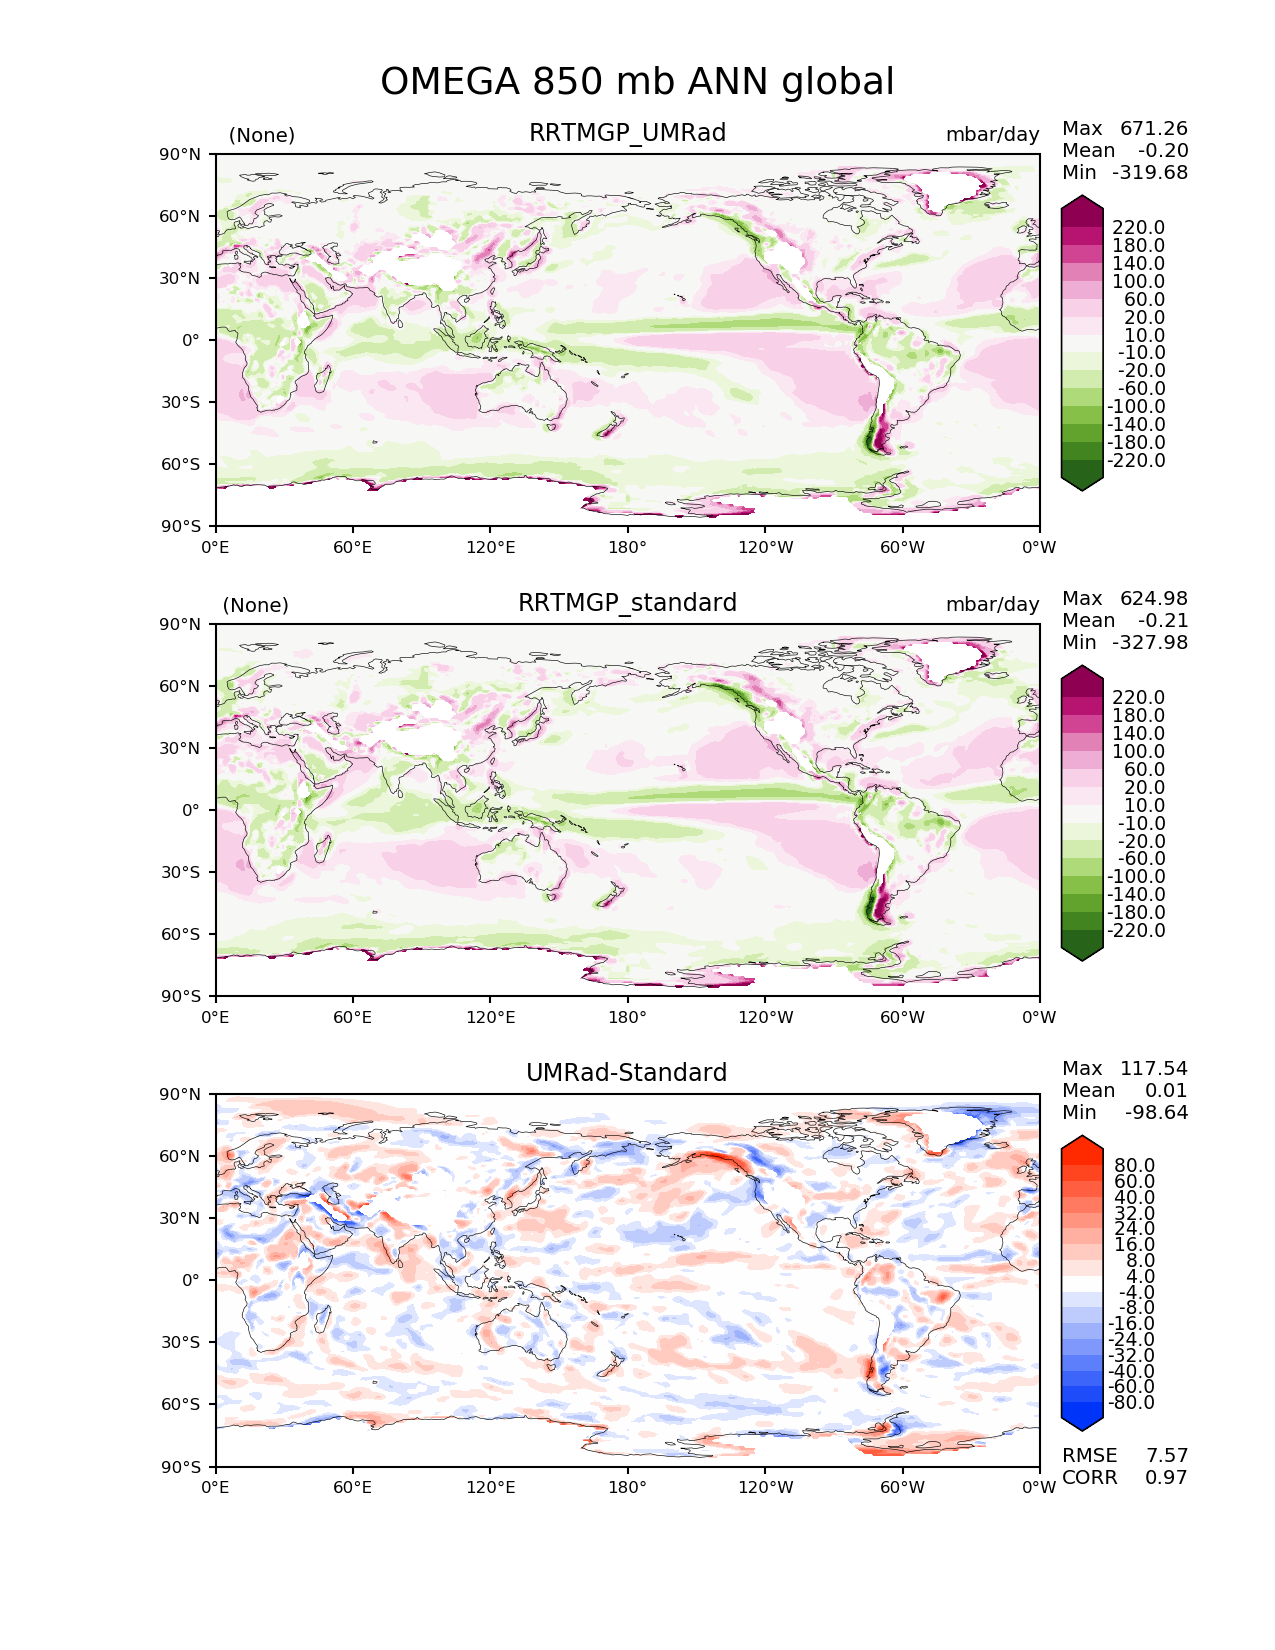 OMEGA 850 mb ANN global
(None) RRTMGP_UMRad mbar/day
Max 671.26
Mean -0.20
Min -319.68
90°N
60°N
30°N
0°
30°S
60°S
90°S
0°E 60°E 120°E 180° 120°W 60°W 0°W
220.0
180.0
140.0
100.0
60.0
20.0
10.0
-10.0
-20.0
-60.0
-100.0
-140.0
-180.0
-220.0
(None) RRTMGP_standard mbar/day
Max 624.98
Mean -0.21
Min -327.98
90°N
60°N
30°N
0°
30°S
60°S
90°S
0°E 60°E 120°E 180° 120°W 60°W 0°W
220.0
180.0
140.0
100.0
60.0
20.0
10.0
-10.0
-20.0
-60.0
-100.0
-140.0
-180.0
-220.0
UMRad-Standard
Max 117.54
Mean 0.01
Min -98.64
90°N
60°N
30°N
0°
30°S
60°S
90°S
0°E 60°E 120°E 180° 120°W 60°W 0°W
80.0
60.0
40.0
32.0
24.0
16.0
8.0
4.0
-4.0
-8.0
-16.0
-24.0
-32.0
-40.0
-60.0
-80.0
RMSE 7.57
CORR 0.97